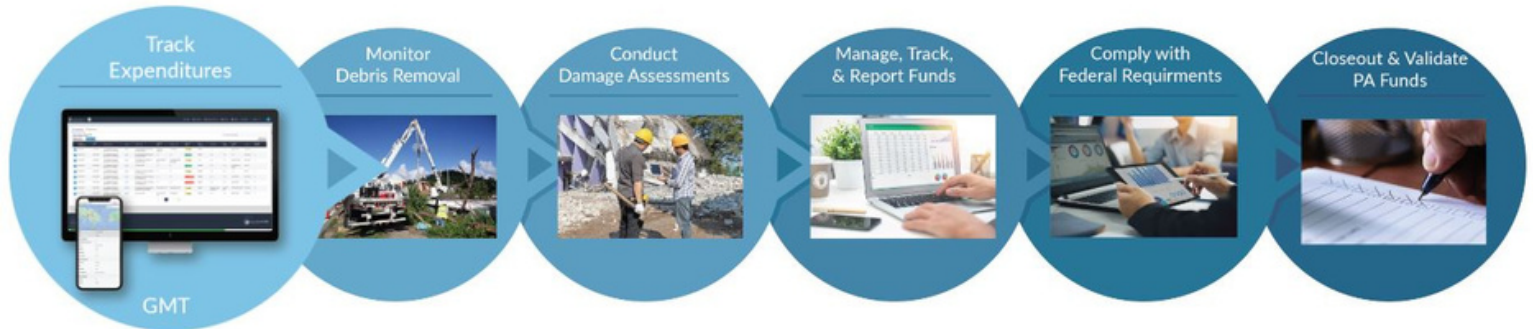 Track
Expenditures
GMT
Monitor
Debris Removal
Conduct
Damage Assessments
Manage, Track,
& Report Funds
Comply with
Federal Requirments
Closeout & Validate
PA Funds